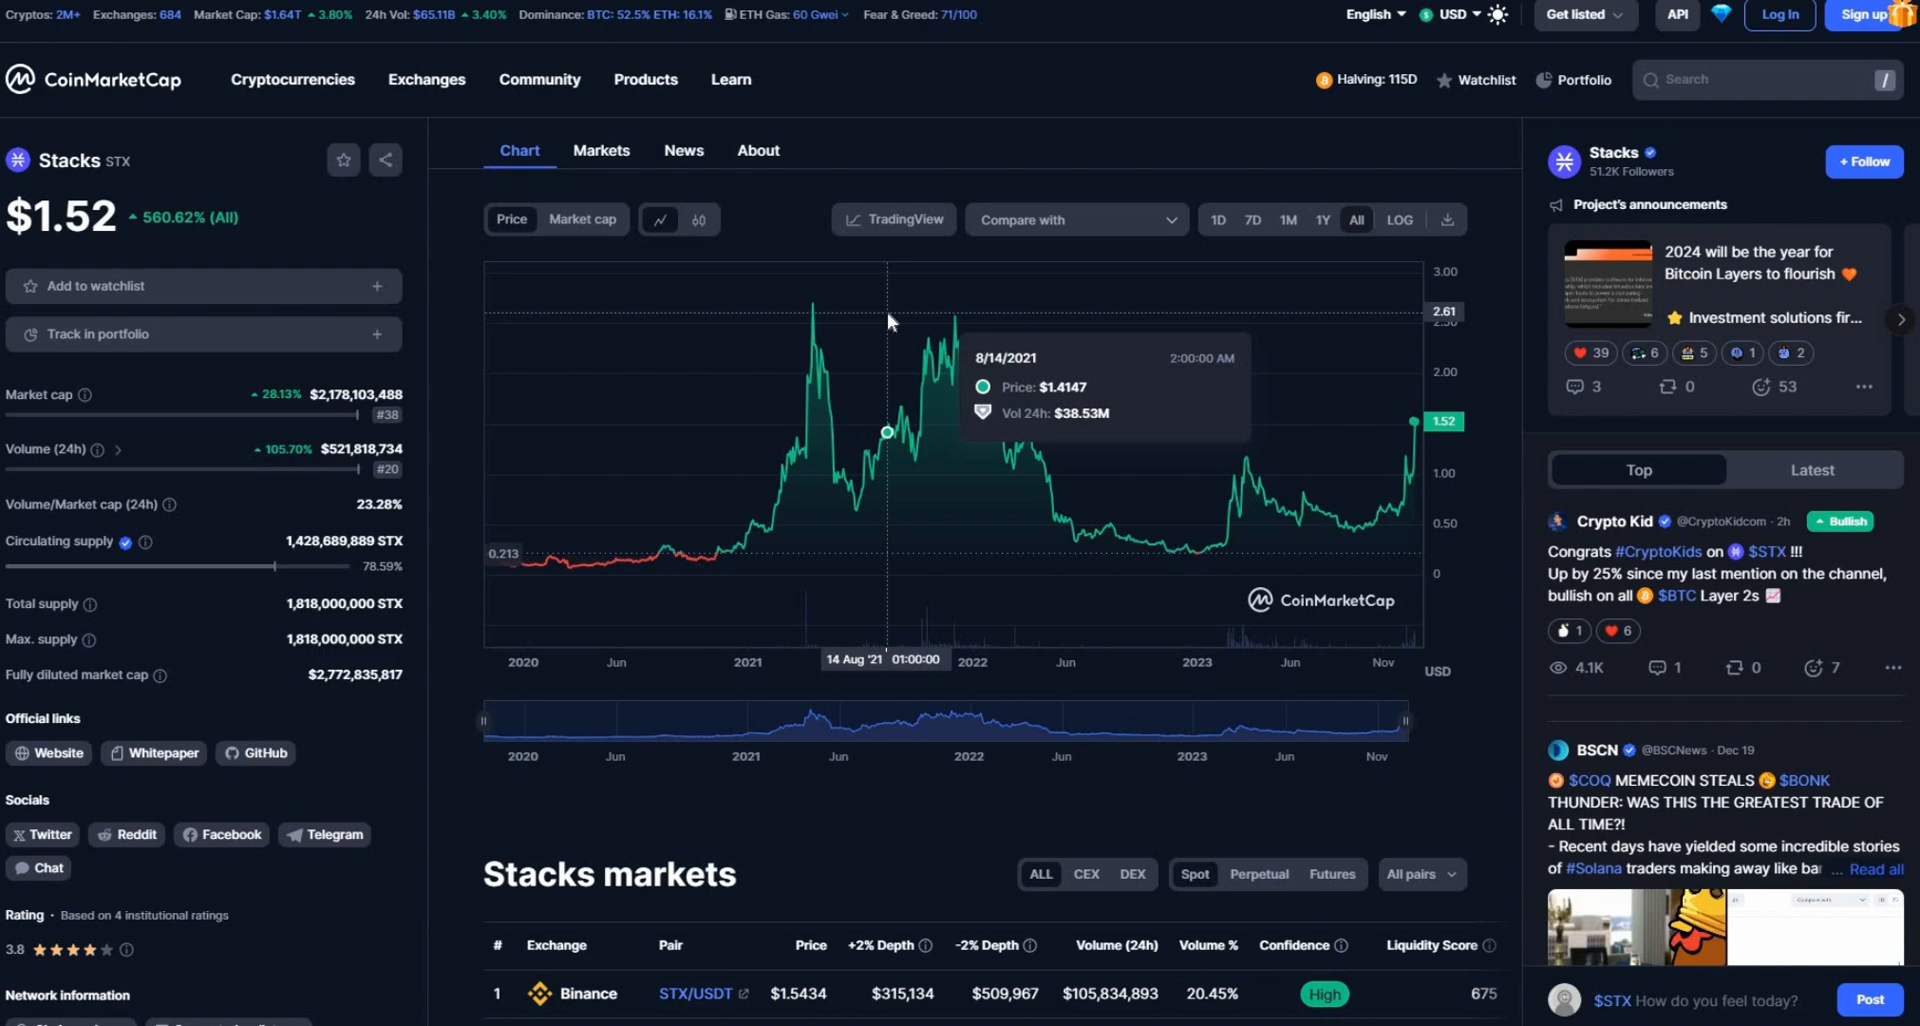 Cryptos: 2M+ Exchanges: 684 Market Cap: $1.64T 3.80% 24h Vol: $65.11B 3.40% Dominance: BTC: 52.5% ETH: 16.1% ETH Gas: 60 Gwei Fear & Greed: 71/100
English USD Get listed API Log In Sign up
CoinMarketCap Cryptocurrencies Exchanges Community Products Learn
Halving: 115D Watchlist Portfolio Search /
Stacks STX
$1.52 560.62% (All)
Add to watchlist +
Track in portfolio +
Market cap 28.13% $2,178,103,488
#38
Volume (24h) 105.70% $521,818,734
#20
Volume/Market cap (24h) 23.28%
Circulating supply 1,428,689,889 STX
78.59%
Total supply 1,818,000,000 STX
Max. supply 1,818,000,000 STX
Fully diluted market cap $2,772,835,817
Official links
Website Whitepaper GitHub
Socials
Twitter Reddit Facebook Telegram
Chat
Rating · Based on 4 institutional ratings
3.8
Network information
Chart Markets News About
Price Market cap TradingView Compare with 1D 7D 1M 1Y All LOG
3.00
2.61
2.00
1.52
1.00
0.50
0
0.213
8/14/2021 2:00:00 AM
Price: $1.4147
Vol 24h: $38.53M
CoinMarketCap
2020 Jun 2021 14 Aug '21 01:00:00 2022 Jun 2023 Jun Nov
USD
2020 Jun 2021 Jun 2022 Jun 2023 Jun Nov
Stacks markets
ALL CEX DEX Spot Perpetual Futures All pairs
# Exchange Pair Price +2% Depth -2% Depth Volume (24h) Volume % Confidence Liquidity Score
1 Binance STX/USDT $1.5434 $315,134 $509,967 $105,834,893 20.45% High 675
Stacks
51.2K Followers
+ Follow
Project's announcements
2024 will be the year for
Bitcoin Layers to flourish 🧡
⭐ Investment solutions fir...
39 6 5 1 2
3 0 53
Top Latest
Crypto Kid @CryptoKidcom · 2h Bullish
Congrats #CryptoKids on $STX !!!
Up by 25% since my last mention on the channel,
bullish on all $BTC Layer 2s 📈
1 6
4.1K 1 0 7
BSCN @BSCNews · Dec 19
$COQ MEMECOIN STEALS $BONK
THUNDER: WAS THIS THE GREATEST TRADE OF
ALL TIME?!
- Recent days have yielded some incredible stories
of #Solana traders making away like ba ... Read all
$STX How do you feel today? Post